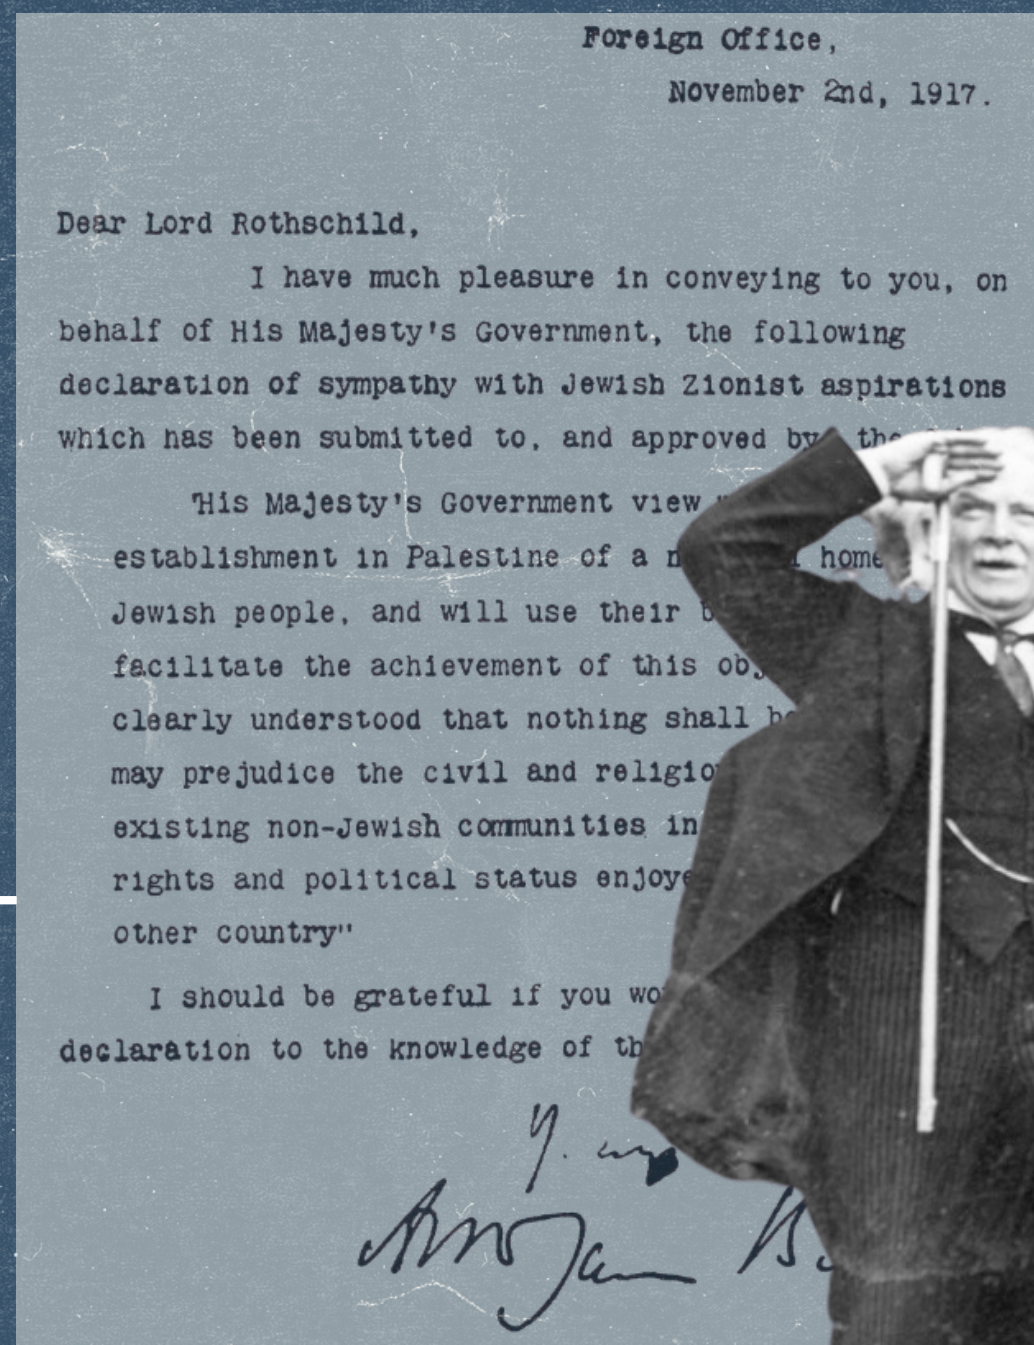 Foreign Office,
November 2nd, 1917.
Dear Lord Rothschild,
I have much pleasure in conveying to you, on
behalf of His Majesty's Government, the following
declaration of sympathy with Jewish Zionist aspirations
which has been submitted to, and approved by, the
"His Majesty's Government view
establishment in Palestine of a home
Jewish people, and will use their
facilitate the achievement of this
clearly understood that nothing shall
may prejudice the civil and
existing non-Jewish communities in
rights and political status
other country"
I should be grateful if you
declaration to the knowledge of